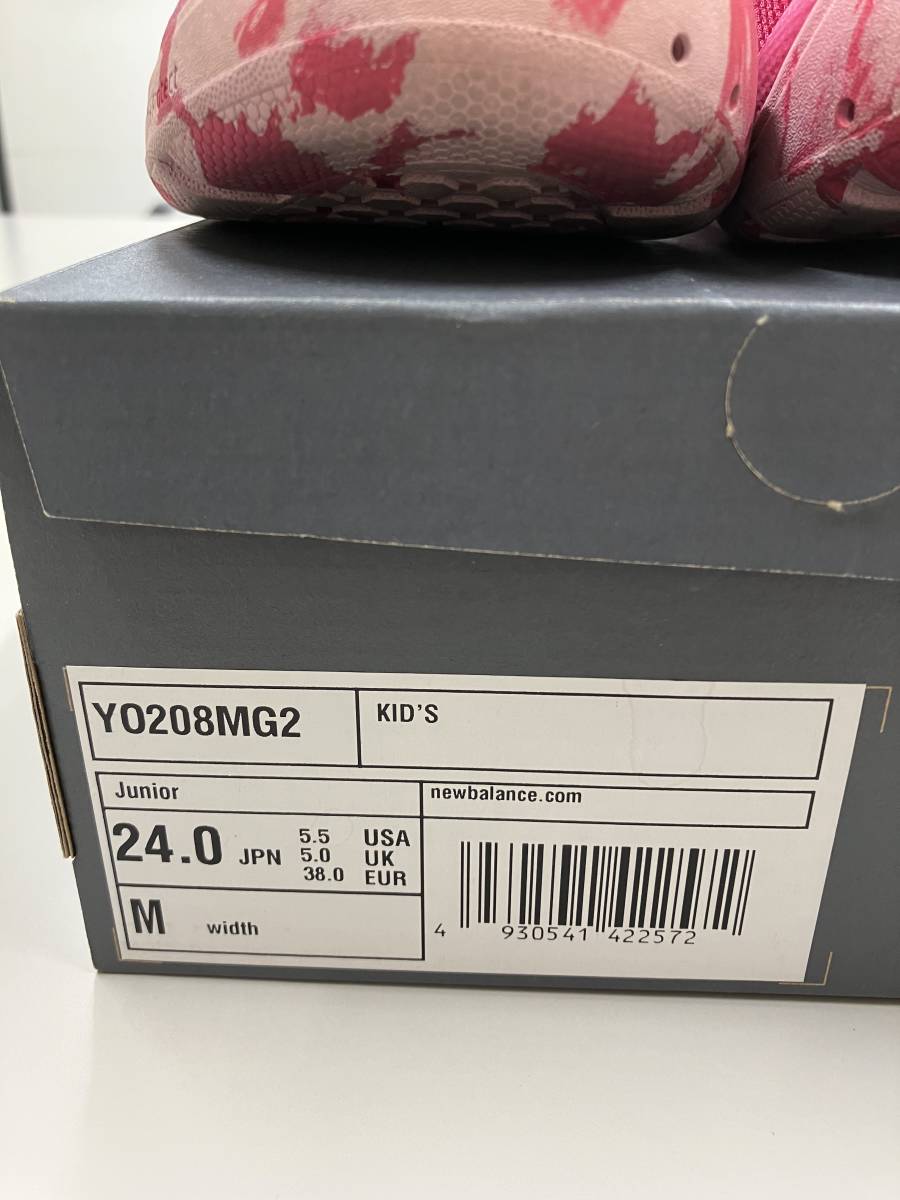 YO208MG2
KID'S
Junior
newbalance.com
24.0 JPN
5.5 USA
5.0 UK
38.0 EUR
M width
4 930541 422572